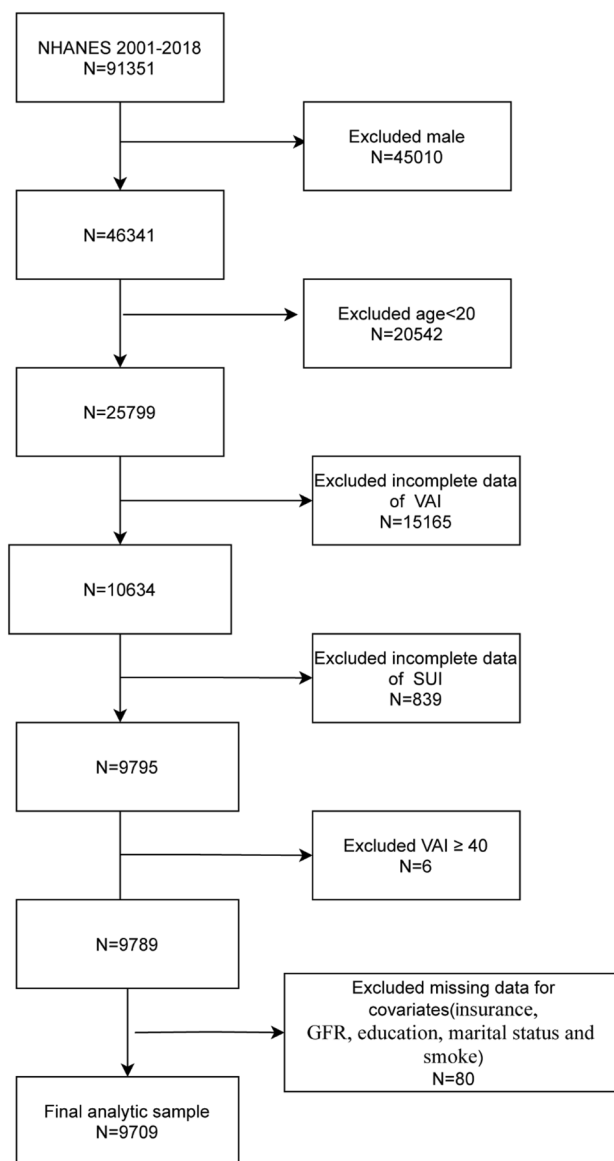 NHANES 2001-2018
N=91351
Excluded male
N=45010
N=46341
Excluded age<20
N=20542
N=25799
Excluded incomplete data
of VAI
N=15165
N=10634
Excluded incomplete data
of SUI
N=839
N=9795
Excluded VAI ≥ 40
N=6
N=9789
Excluded missing data for
covariates(insurance,
GFR, education, marital status and
smoke)
N=80
Final analytic sample
N=9709